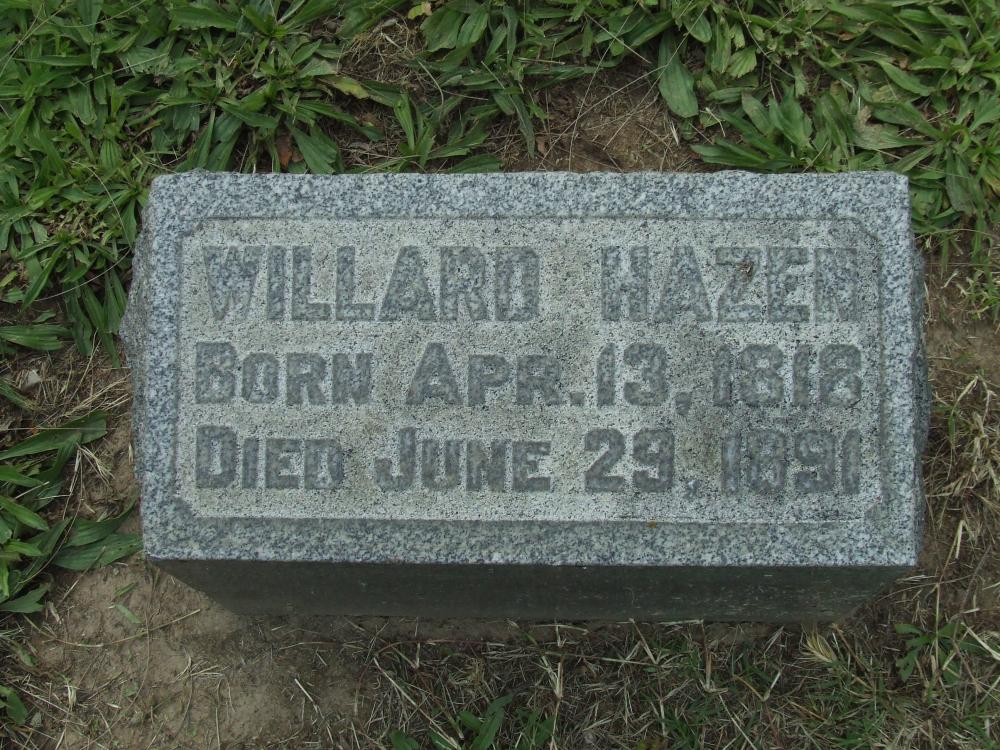 WILLARD HAZEN
BORN APR. 13, 1818
DIED JUNE 29, 1891